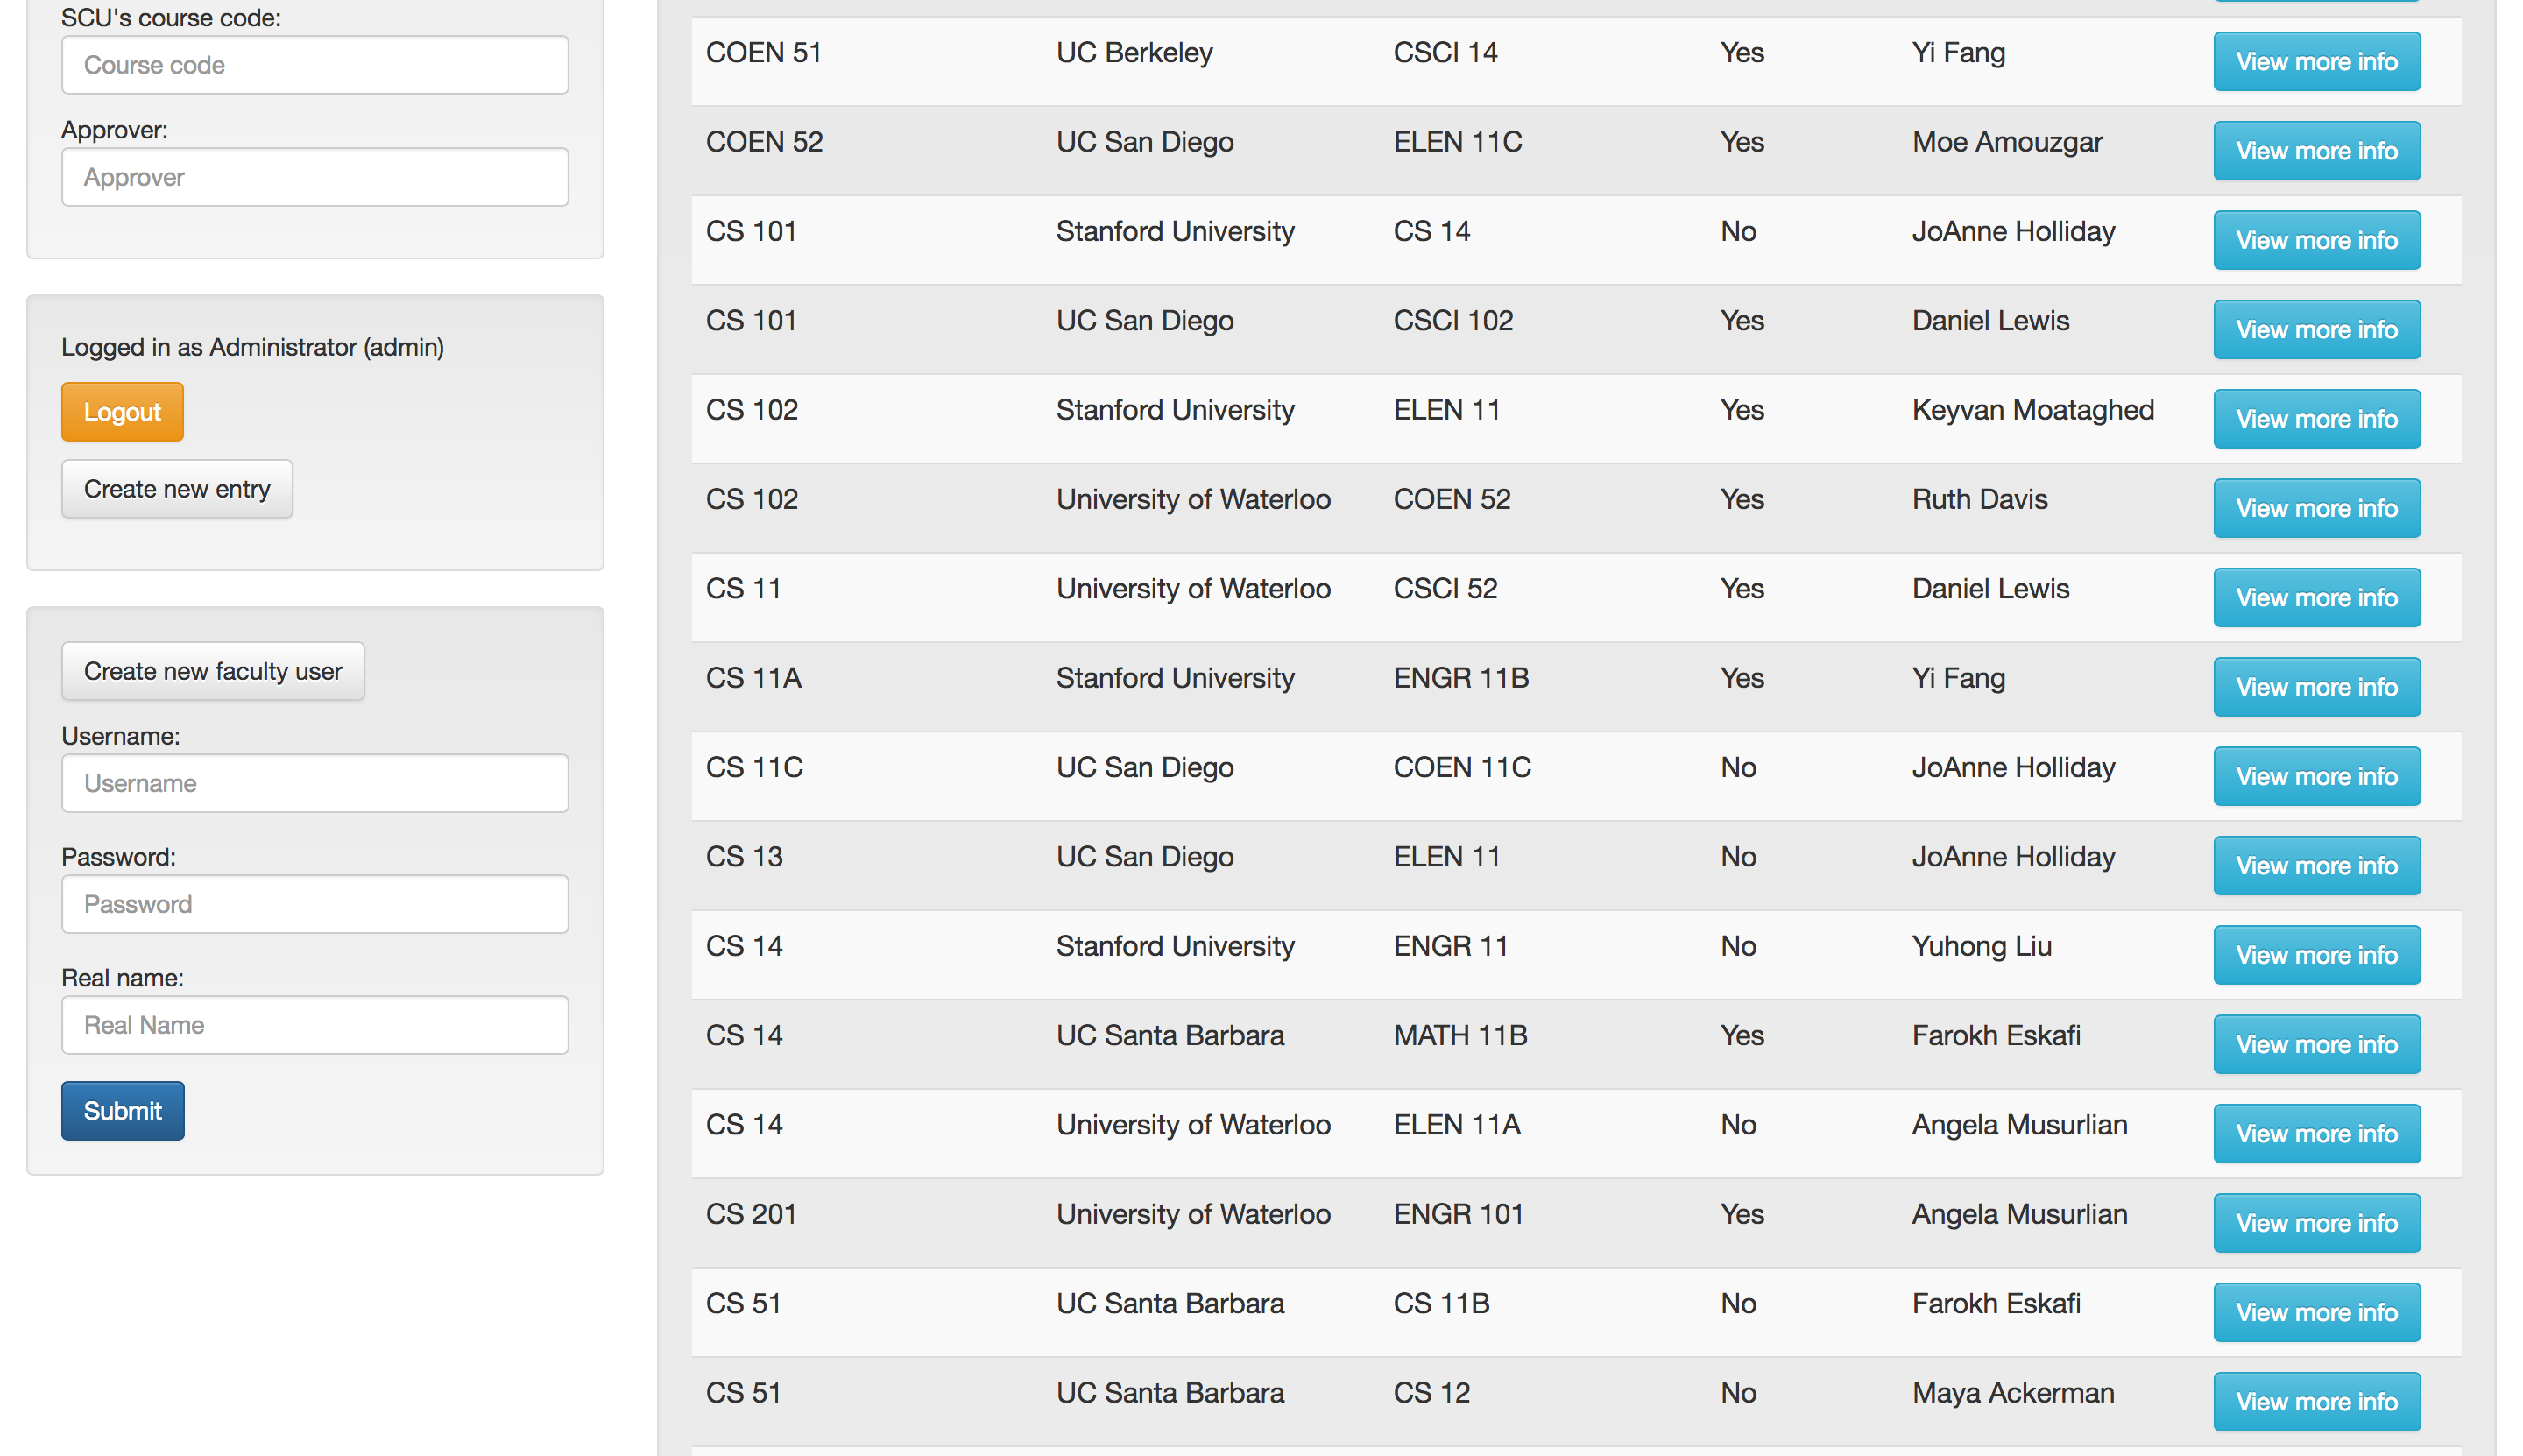 SCU's course code:
Course code
Approver:
Approver
Logged in as Administrator (admin)
Logout
Create new entry
Create new faculty user
Username:
Username
Password:
Password
Real name:
Real Name
Submit
COEN 51 UC Berkeley CSCI 14 Yes Yi Fang View more info
COEN 52 UC San Diego ELEN 11C Yes Moe Amouzgar View more info
CS 101 Stanford University CS 14 No JoAnne Holliday View more info
CS 101 UC San Diego CSCI 102 Yes Daniel Lewis View more info
CS 102 Stanford University ELEN 11 Yes Keyvan Moataghed View more info
CS 102 University of Waterloo COEN 52 Yes Ruth Davis View more info
CS 11 University of Waterloo CSCI 52 Yes Daniel Lewis View more info
CS 11A Stanford University ENGR 11B Yes Yi Fang View more info
CS 11C UC San Diego COEN 11C No JoAnne Holliday View more info
CS 13 UC San Diego ELEN 11 No JoAnne Holliday View more info
CS 14 Stanford University ENGR 11 No Yuhong Liu View more info
CS 14 UC Santa Barbara MATH 11B Yes Farokh Eskafi View more info
CS 14 University of Waterloo ELEN 11A No Angela Musurlian View more info
CS 201 University of Waterloo ENGR 101 Yes Angela Musurlian View more info
CS 51 UC Santa Barbara CS 11B No Farokh Eskafi View more info
CS 51 UC Santa Barbara CS 12 No Maya Ackerman View more info